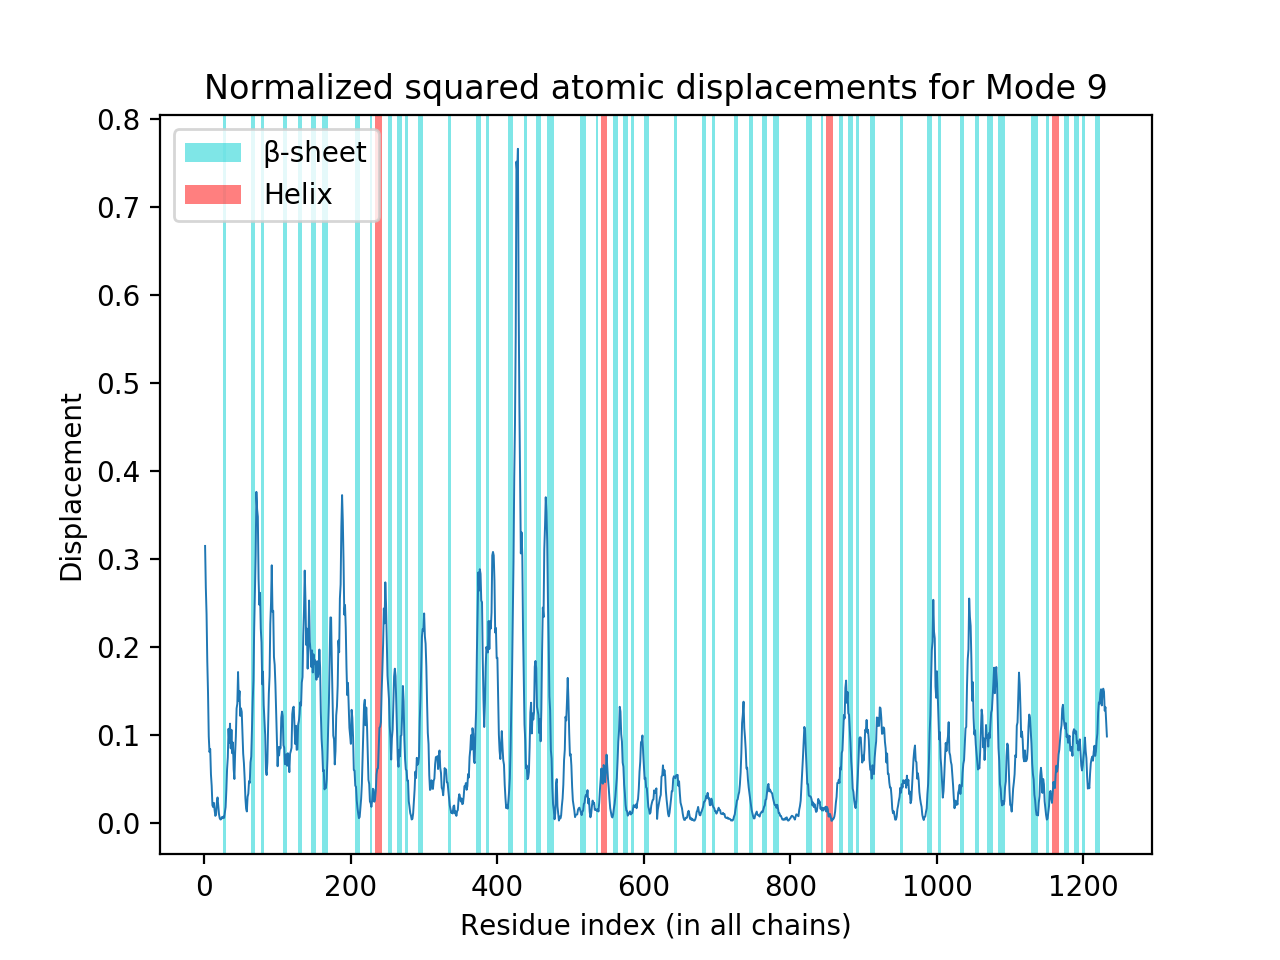 Normalized squared atomic displacements for Mode 9
0.8
0.7
0.6
0.5
0.4
0.3
0.2
0.1
0.0
Displacement
β-sheet
Helix
0 200 400 600 800 1000 1200
Residue index (in all chains)